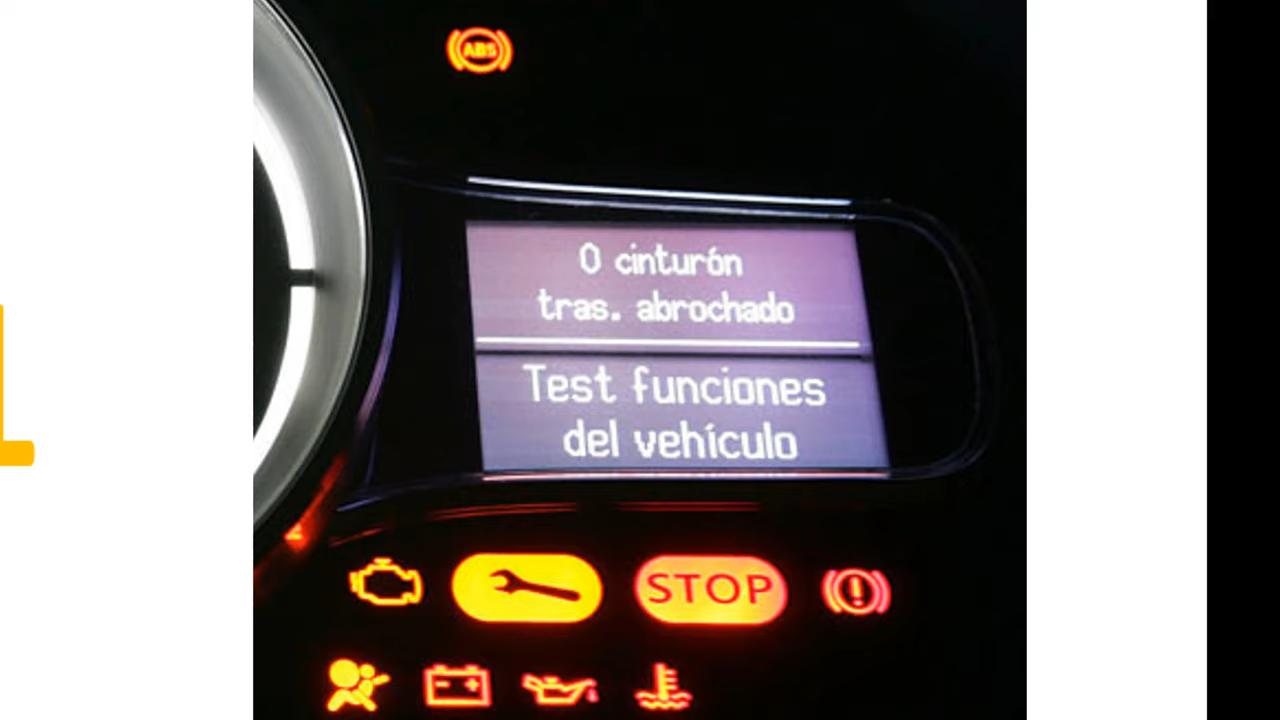 ABS
0 cinturón
tras. abrochado
Test funciones
del vehículo
STOP